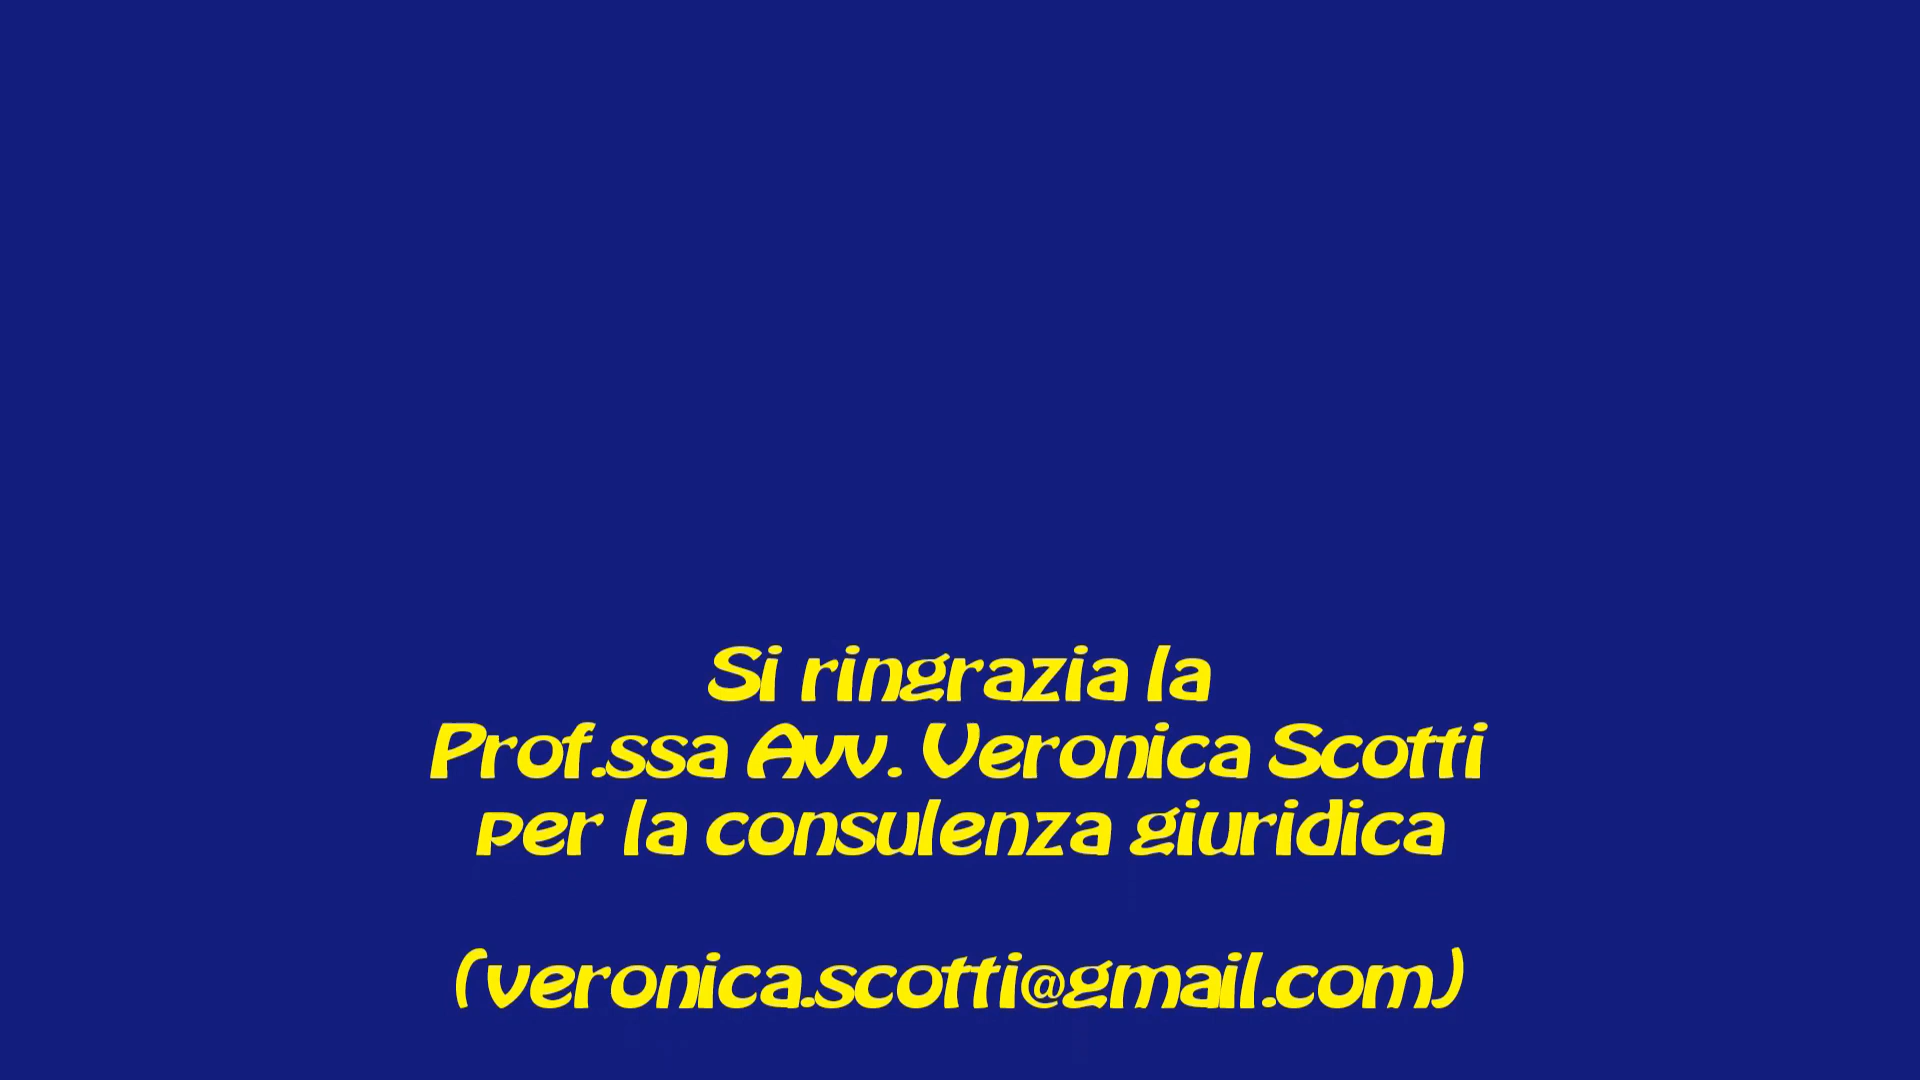 Si ringrazia la
Prof.ssa Avv. Veronica Scotti
per la consulenza giuridica
(veronica.scotti@gmail.com)